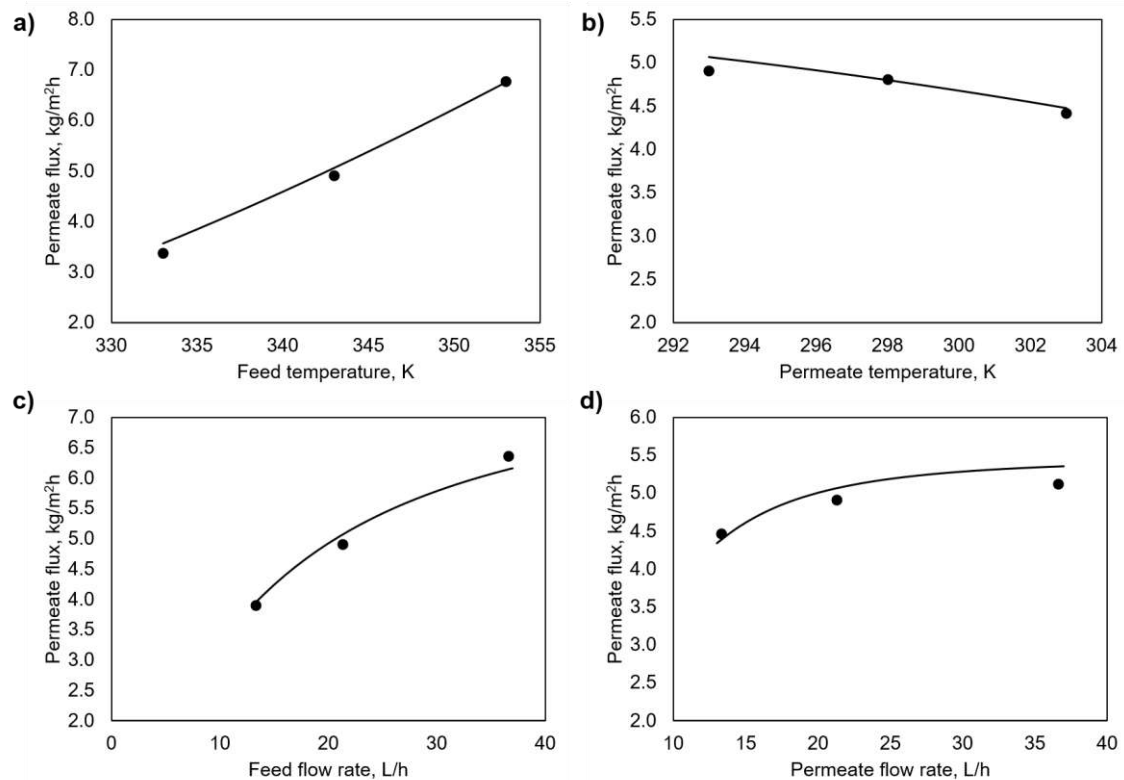 a)
8.0
7.0
6.0
5.0
4.0
3.0
2.0
330 335 340 345 350 355
Permeate flux, kg/m²h
Feed temperature, K
b)
5.5
5.0
4.5
4.0
3.5
3.0
2.5
2.0
292 294 296 298 300 302 304
Permeate flux, kg/m²h
Permeate temperature, K
c)
7.0
6.5
6.0
5.5
5.0
4.5
4.0
3.5
3.0
2.5
2.0
0 10 20 30 40
Permeate flux, kg/m²h
Feed flow rate, L/h
d)
6.0
5.5
5.0
4.5
4.0
3.5
3.0
2.5
2.0
10 15 20 25 30 35 40
Permeate flux, kg/m²h
Permeate flow rate, L/h